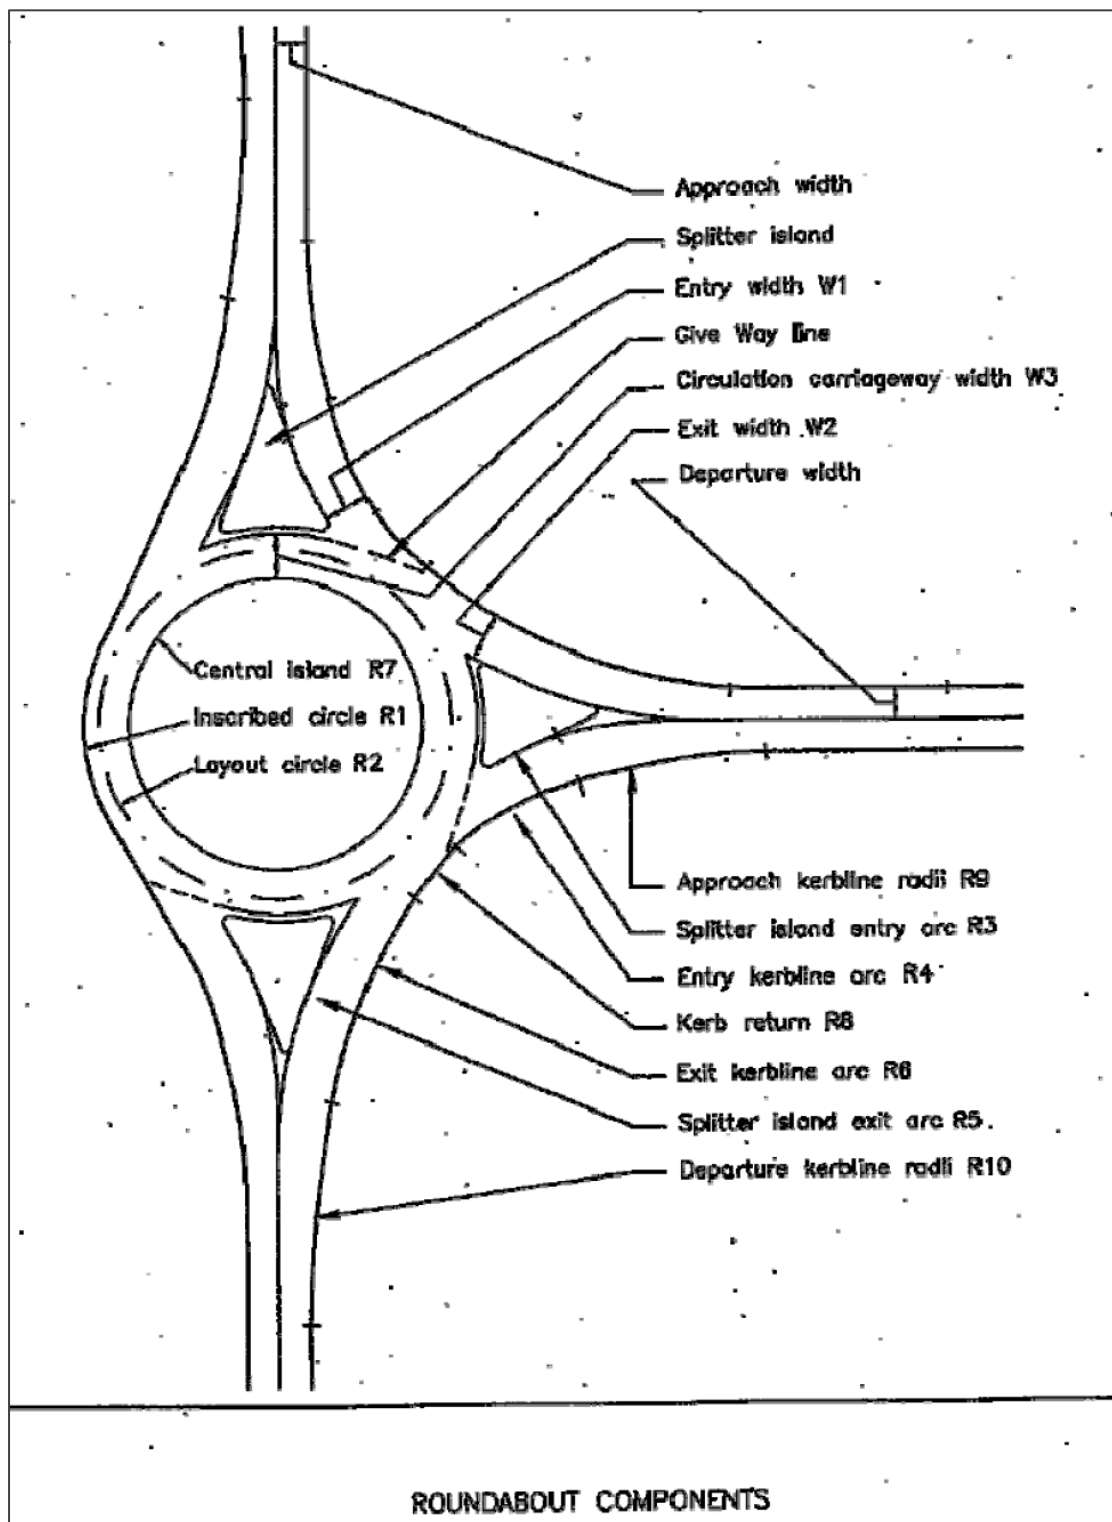 Approach width
Splitter island
Entry width W1
Give Way line
Circulation carriageway width W3
Exit width W2
Departure width
Central island R7
Inscribed circle R1
Layout circle R2
Approach kerbline radii R9
Splitter island entry arc R3
Entry kerbline arc R4
Kerb return R8
Exit kerbline arc R6
Splitter island exit arc R5
Departure kerbline radii R10
ROUNDABOUT COMPONENTS